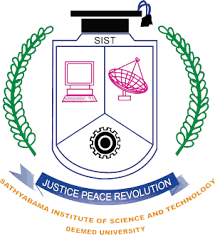 SIST
JUSTICE PEACE REVOLUTION
SATHYABAMA INSTITUTE OF SCIENCE AND TECHNOLOGY
DEEMED UNIVERSITY